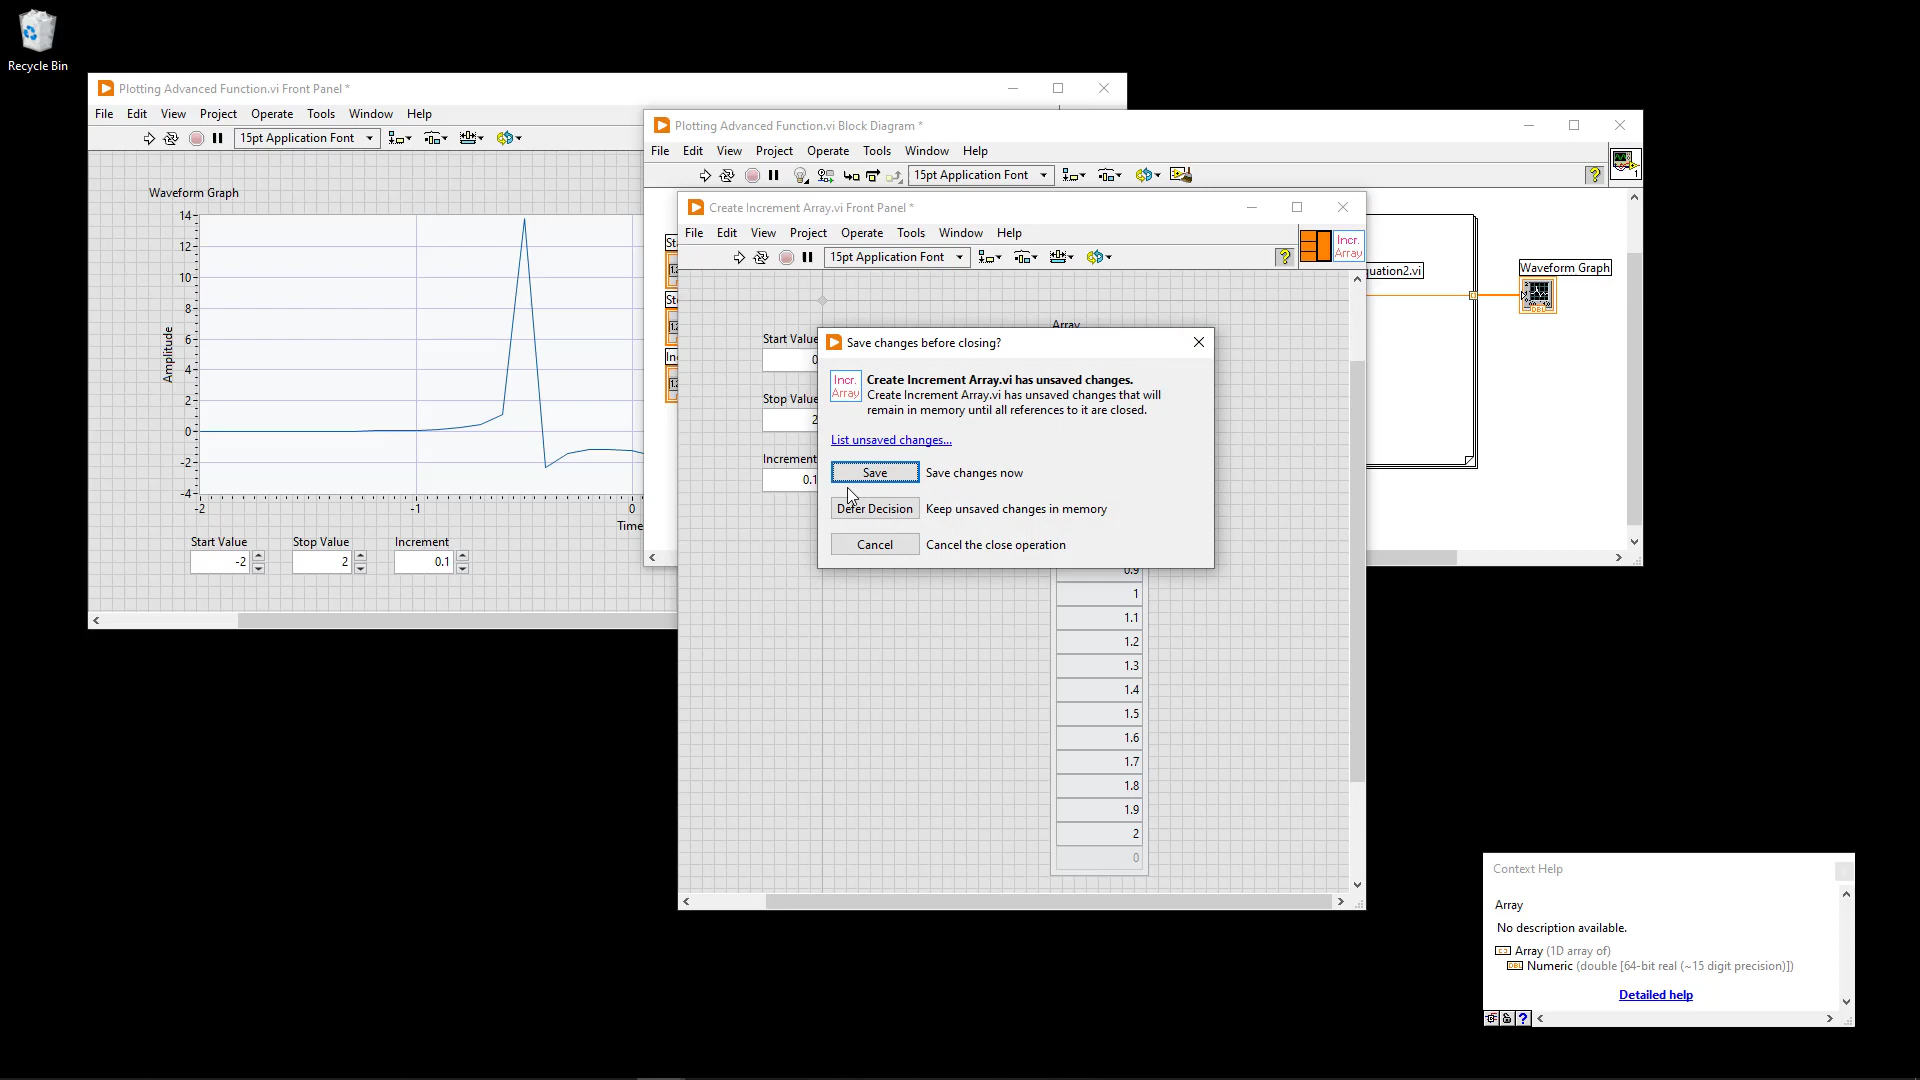 Recycle Bin
Plotting Advanced Function.vi Front Panel *
File Edit View Project Operate Tools Window Help
15pt Application Font
Waveform Graph
Amplitude
14
12
10
8
6
4
2
0
-2
-4
-2 -1 0
Time
Start Value Stop Value Increment
-2 2 0.1
Plotting Advanced Function.vi Block Diagram *
File Edit View Project Operate Tools Window Help
15pt Application Font
?
1
quation2.vi
Waveform Graph
DBL
Create Increment Array.vi Front Panel *
File Edit View Project Operate Tools Window Help
15pt Application Font
?
Incr.
Array
Start Value
0
Stop Value
2
Increment
0.1
Array
0.9
1
1.1
1.2
1.3
1.4
1.5
1.6
1.7
1.8
1.9
2
0
Save changes before closing?
Incr.
Array
Create Increment Array.vi has unsaved changes.
Create Increment Array.vi has unsaved changes that will
remain in memory until all references to it are closed.
List unsaved changes...
Save Save changes now
Defer Decision Keep unsaved changes in memory
Cancel Cancel the close operation
Context Help
Array
No description available.
Array (1D array of)
DBL Numeric (double [64-bit real (~15 digit precision)])
Detailed help
?